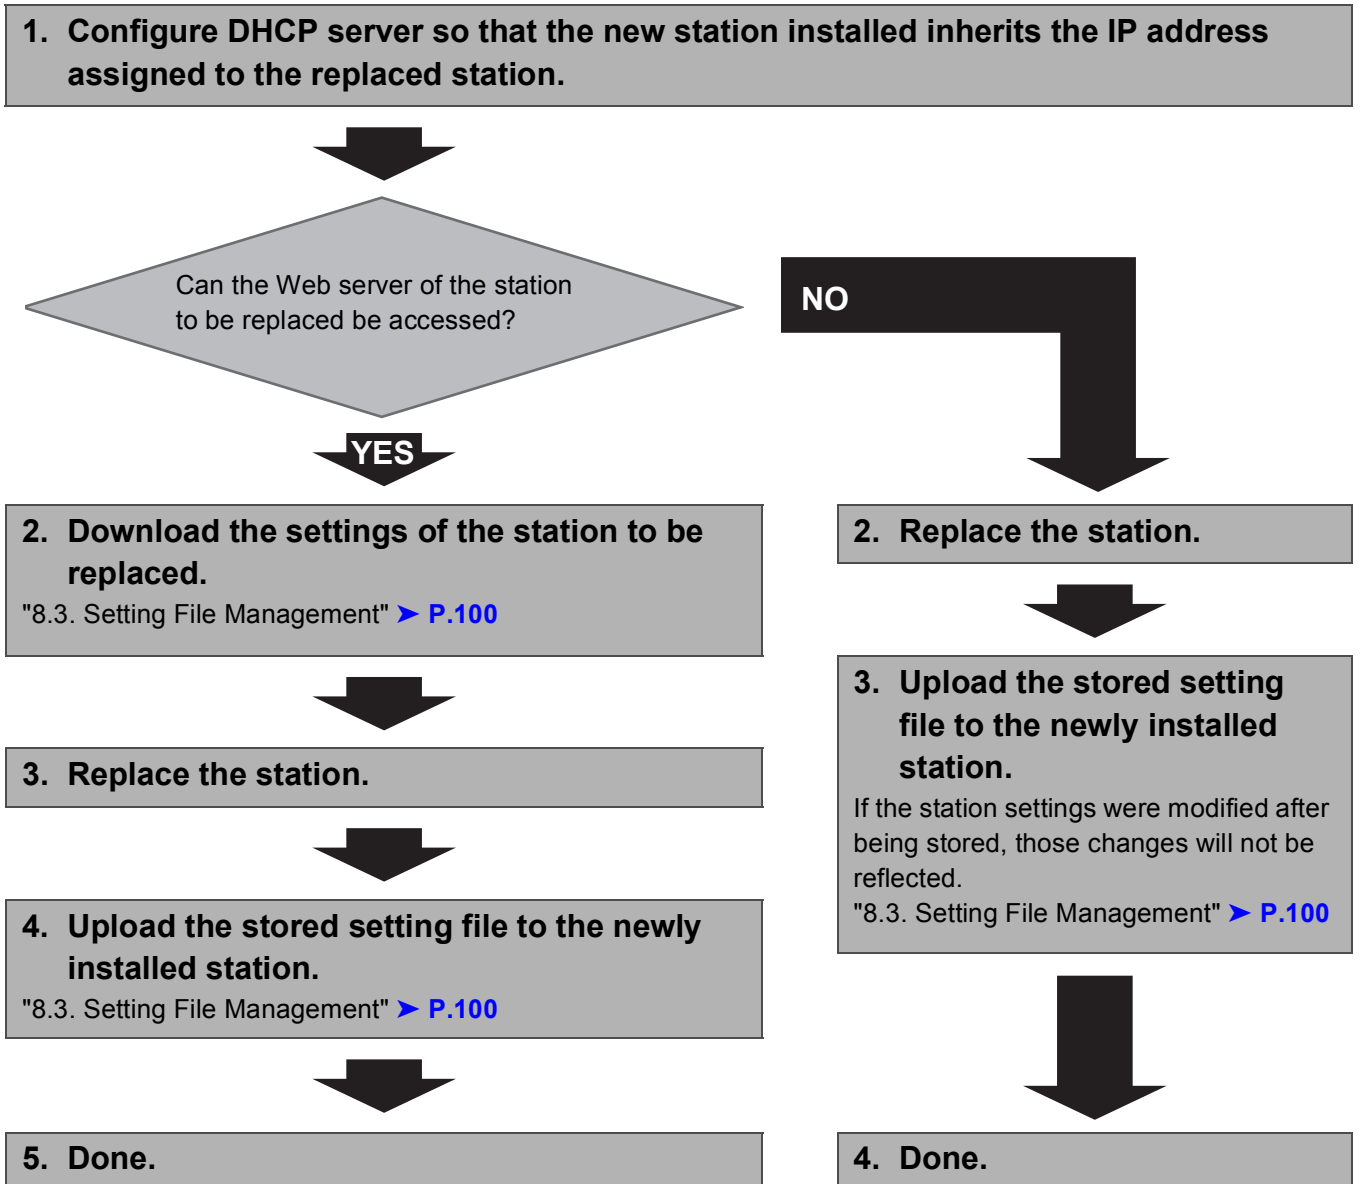 1. Configure DHCP server so that the new station installed inherits the IP address
assigned to the replaced station.
Can the Web server of the station
to be replaced be accessed?
NO
YES
2. Download the settings of the station to be
replaced.
"8.3. Setting File Management" ➤ P.100
3. Replace the station.
4. Upload the stored setting file to the newly
installed station.
"8.3. Setting File Management" ➤ P.100
5. Done.
2. Replace the station.
3. Upload the stored setting
file to the newly installed
station.
If the station settings were modified after
being stored, those changes will not be
reflected.
"8.3. Setting File Management" ➤ P.100
4. Done.